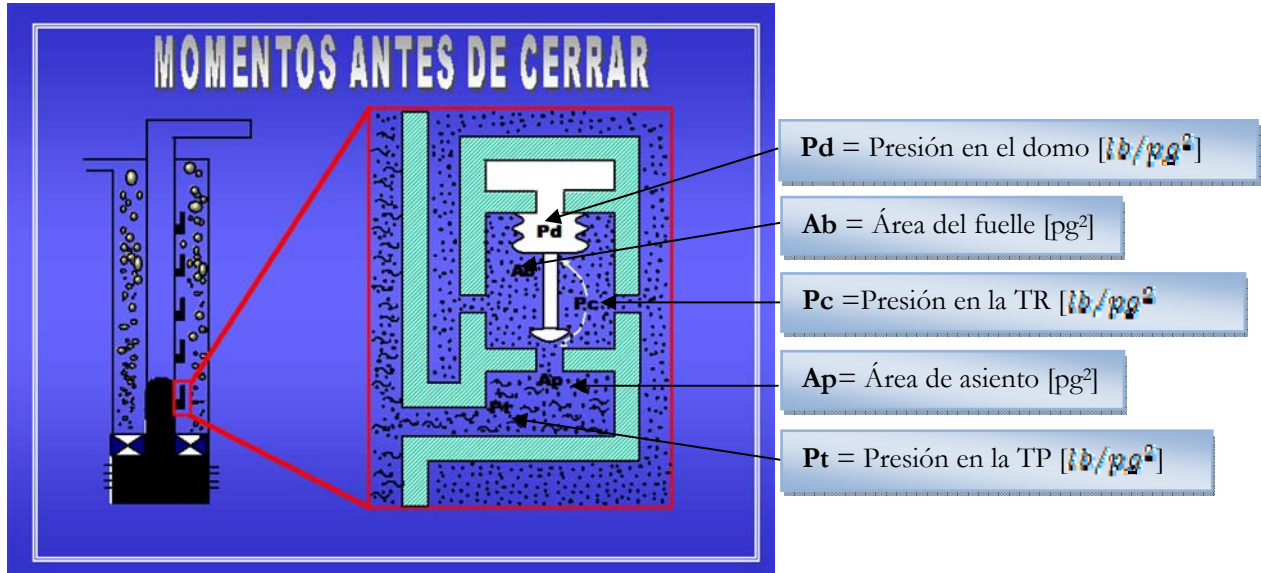 MOMENTOS ANTES DE CERRAR
Pd
Ab
Pc
Ap
Pt
Pd = Presión en el domo [lb/pg²]
Ab = Área del fuelle [pg²]
Pc =Presión en la TR [lb/pg²
Ap= Área de asiento [pg²]
Pt = Presión en la TP [lb/pg²]